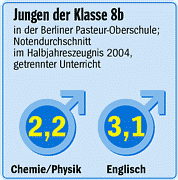 Jungen der Klasse 8b
in der Berliner Pasteur-Oberschule;
Notendurchschnitt
im Halbjahreszeugnis 2004,
getrennter Unterricht
2,2 3,1
Chemie/Physik Englisch